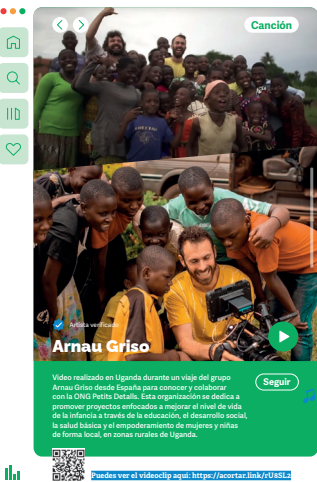 Canción
Artista verificado
Arnau Griso
Vídeo realizado en Uganda durante un viaje del grupo
Arnau Griso desde España para conocer y colaborar
con la ONG Petits Detalls. Esta organización se dedica a
promover proyectos enfocados a mejorar el nivel de vida
de la infancia a través de la educación, el desarrollo social,
la salud básica y el empoderamiento de mujeres y niñas
de forma local, en zonas rurales de Uganda.
Seguir
Puedes ver el videoclip aquí: https://acortar.link/rU8SL2